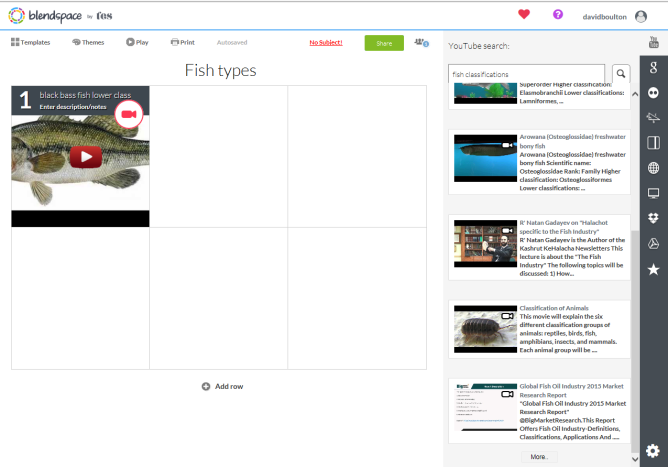 blendspace by TES
? davidboulton
Templates Themes Play Print Autosaved No Subject! Share
YouTube search:
You Tube
Fish types
fish classifications
8
1 black bass fish lower class
Enter description/notes
Superorder Higher classification:
Elasmobranchii Lower classifications:
Lamniformes, ...
Arowana (Osteoglossidae) freshwater
bony fish
Arowana (Osteoglossidae) freshwater
bony fish Scientific name:
Osteoglossidae Rank: Family Higher
classification: Osteoglossiformes
Lower classifications: ...
R' Natan Gadayev on "Halachot
specific to the Fish Industry"
R' Natan Gadayev is the Author of the
Kashrut KeHalacha Newsletters This
lecture is about the "The Fish
Industry" The following topics will be
discussed: 1) How...
Classification of Animals
This movie will explain the six
different classification groups of
animals: reptiles, birds, fish,
amphibians, insects, and mammals.
Each animal group will be ....
Add row
Global Fish Oil Industry 2015 Market
Research Report
"Global Fish Oil Industry 2015 Market
Research Report"
@BigMarketResearch,This Report
Offers Fish Oil Industry-Definitions,
Classifications, Applications And .....
More..